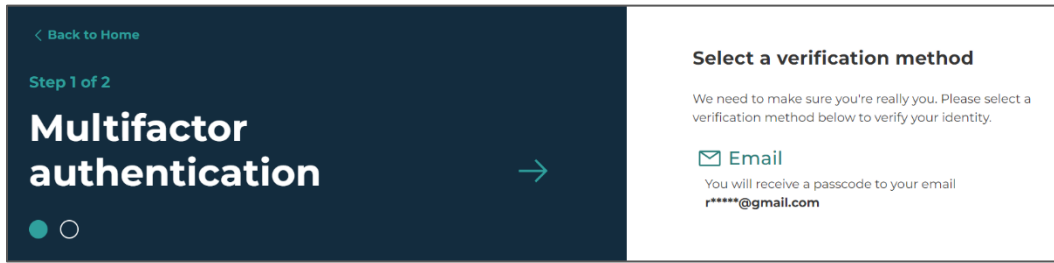 Back to Home
Step 1 of 2
Multifactor
authentication
Select a verification method
We need to make sure you're really you. Please select a
verification method below to verify your identity.
Email
You will receive a passcode to your email
r*****@gmail.com